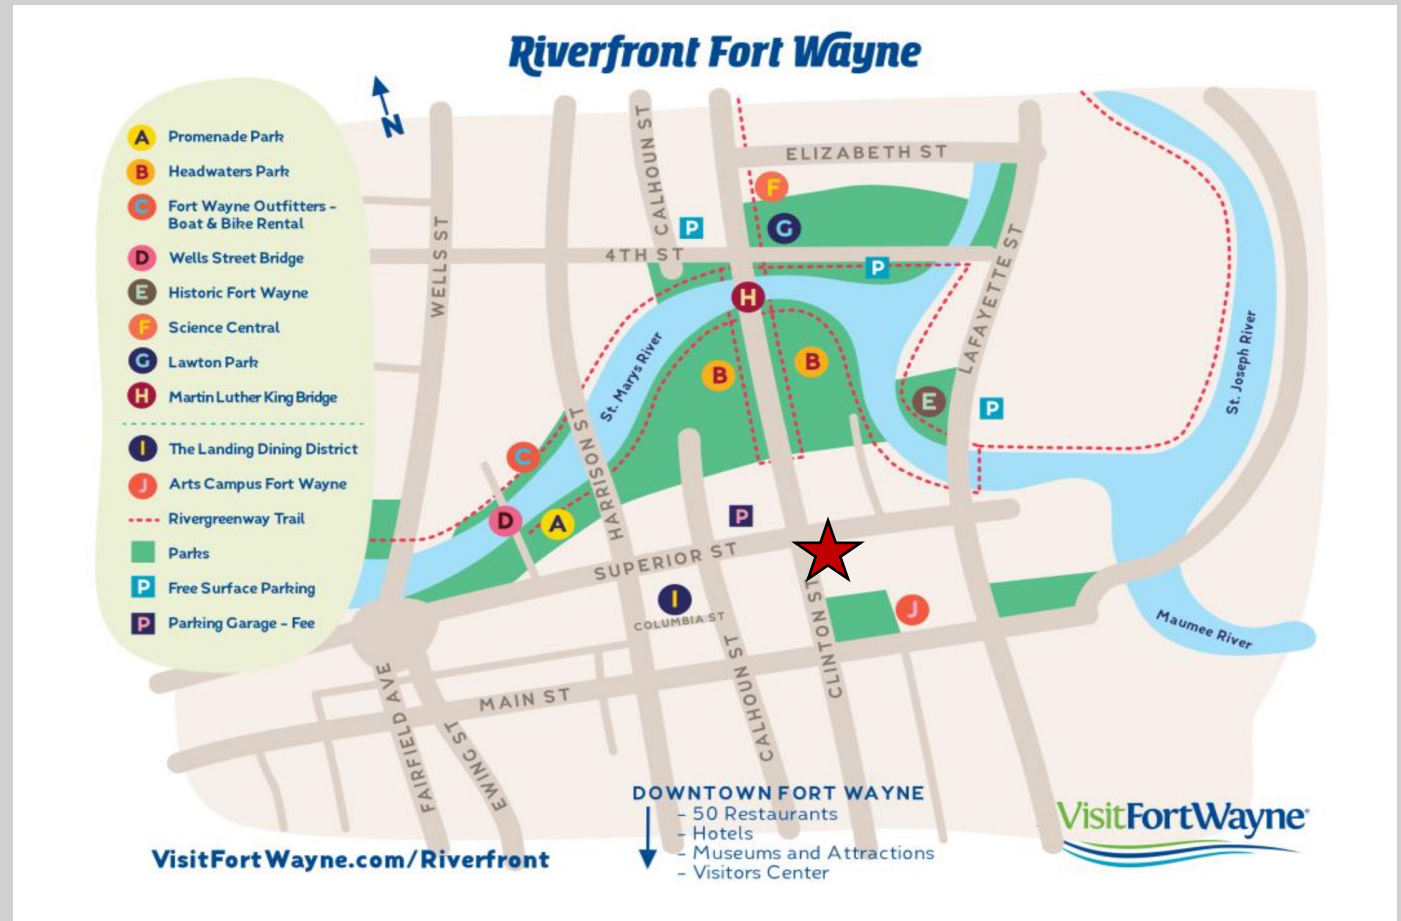 Riverfront Fort Wayne
N
A Promenade Park
B Headwaters Park
C Fort Wayne Outfitters –
Boat & Bike Rental
D Wells Street Bridge
E Historic Fort Wayne
F Science Central
G Lawton Park
H Martin Luther King Bridge
I The Landing Dining District
J Arts Campus Fort Wayne
Rivergreenway Trail
Parks
P Free Surface Parking
P Parking Garage – Fee
WELLS ST
CALHOUN ST
ELIZABETH ST
F
P
G
4TH ST
P
H
LAFAYETTE ST
St. Marys River
St. Joseph River
B
B
E
P
C
HARRISON ST
D
A
P
SUPERIOR ST
I
COLUMBIA ST
J
CLINTON ST
Maumee River
CALHOUN ST
MAIN ST
FAIRFIELD AVE
EWING ST
DOWNTOWN FORT WAYNE
– 50 Restaurants
– Hotels
– Museums and Attractions
– Visitors Center
VisitFortWayne.com/Riverfront
VisitFortWayne